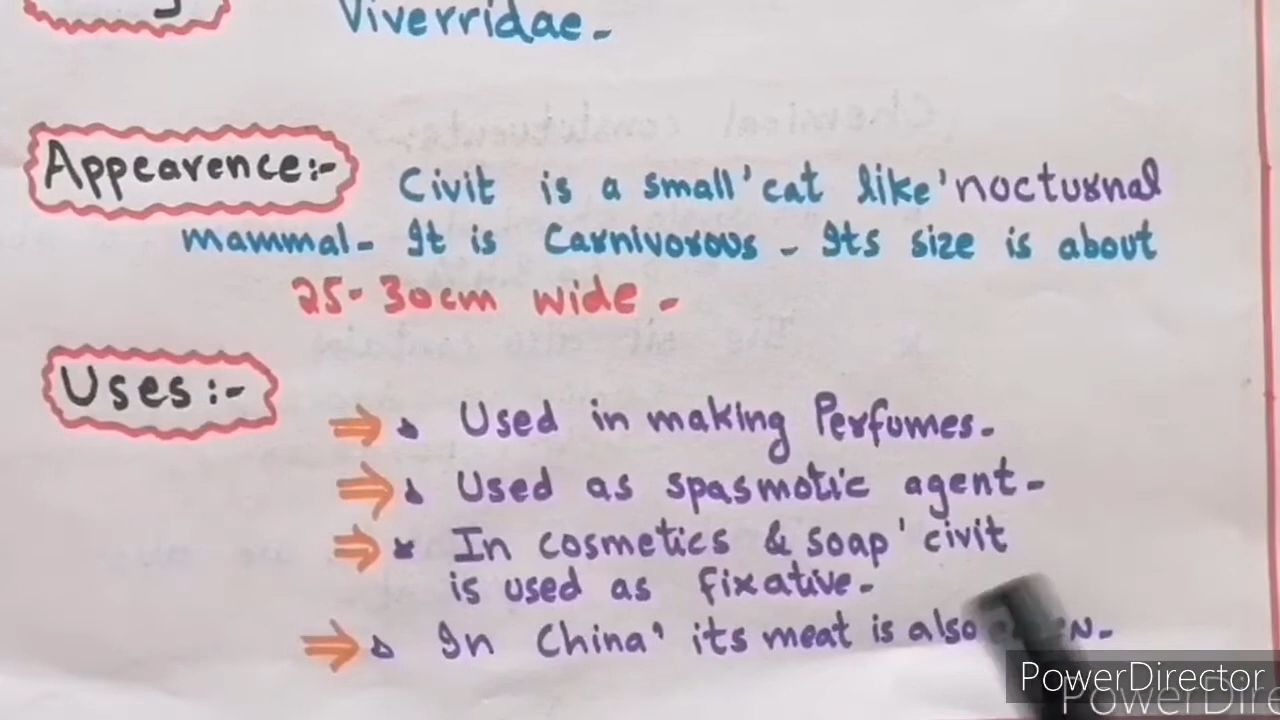 Viverridae.
Appearence:-
Civit is a small 'cat like' nocturnal
mammal. It is Carnivorous. Its size is about
25-30cm wide.
Uses:-
Used in making Perfumes.
Used as spasmotic agent.
In cosmetics & soap 'civit
is used as fixative.
In China' its meat is also
PowerDirector
PowerDire